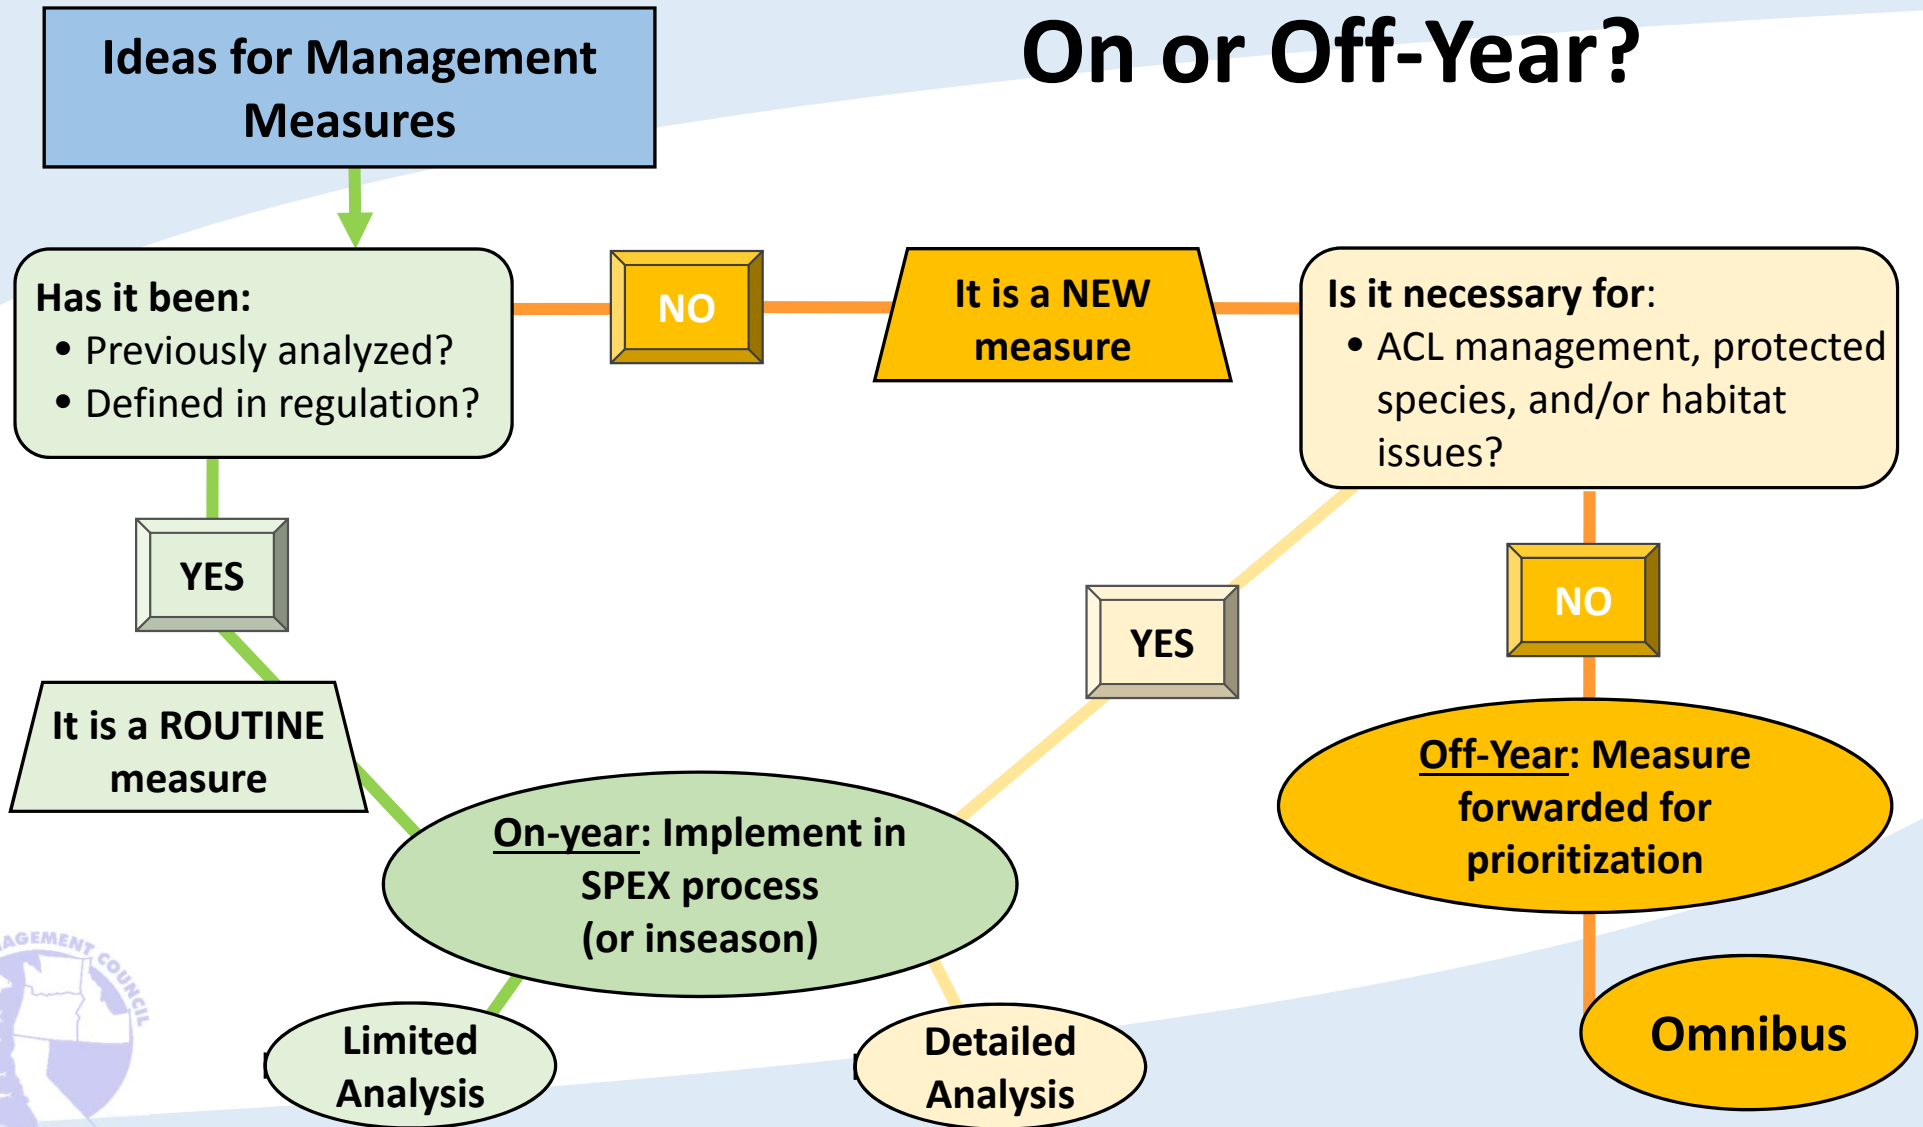 On or Off-Year?
Ideas for Management
Measures
Has it been:
• Previously analyzed?
• Defined in regulation?
NO
It is a NEW
measure
Is it necessary for:
• ACL management, protected
species, and/or habitat
issues?
YES
YES
NO
It is a ROUTINE
measure
On-year: Implement in
SPEX process
(or inseason)
Off-Year: Measure
forwarded for
prioritization
Limited
Analysis
Detailed
Analysis
Omnibus
COUNCIL